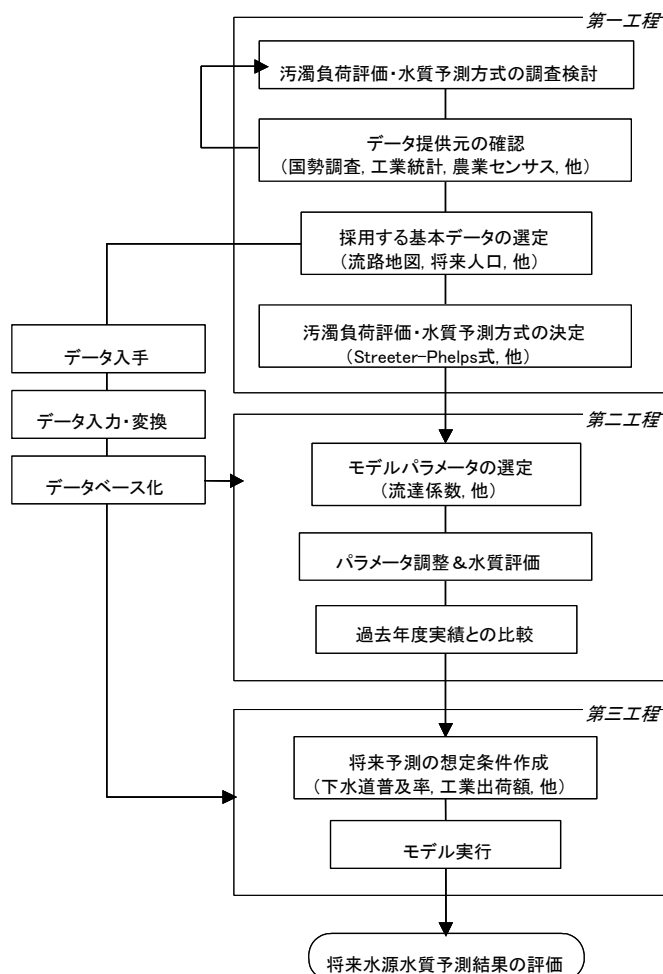 第一工程
汚濁負荷評価・水質予測方式の調査検討
データ提供元の確認
(国勢調査, 工業統計, 農業センサス, 他)
採用する基本データの選定
(流路地図, 将来人口, 他)
汚濁負荷評価・水質予測方式の決定
(Streeter-Phelps式, 他)
データ入手
データ入力・変換
データベース化
第二工程
モデルパラメータの選定
(流達係数, 他)
パラメータ調整＆水質評価
過去年度実績との比較
第三工程
将来予測の想定条件作成
(下水道普及率, 工業出荷額, 他)
モデル実行
将来水源水質予測結果の評価